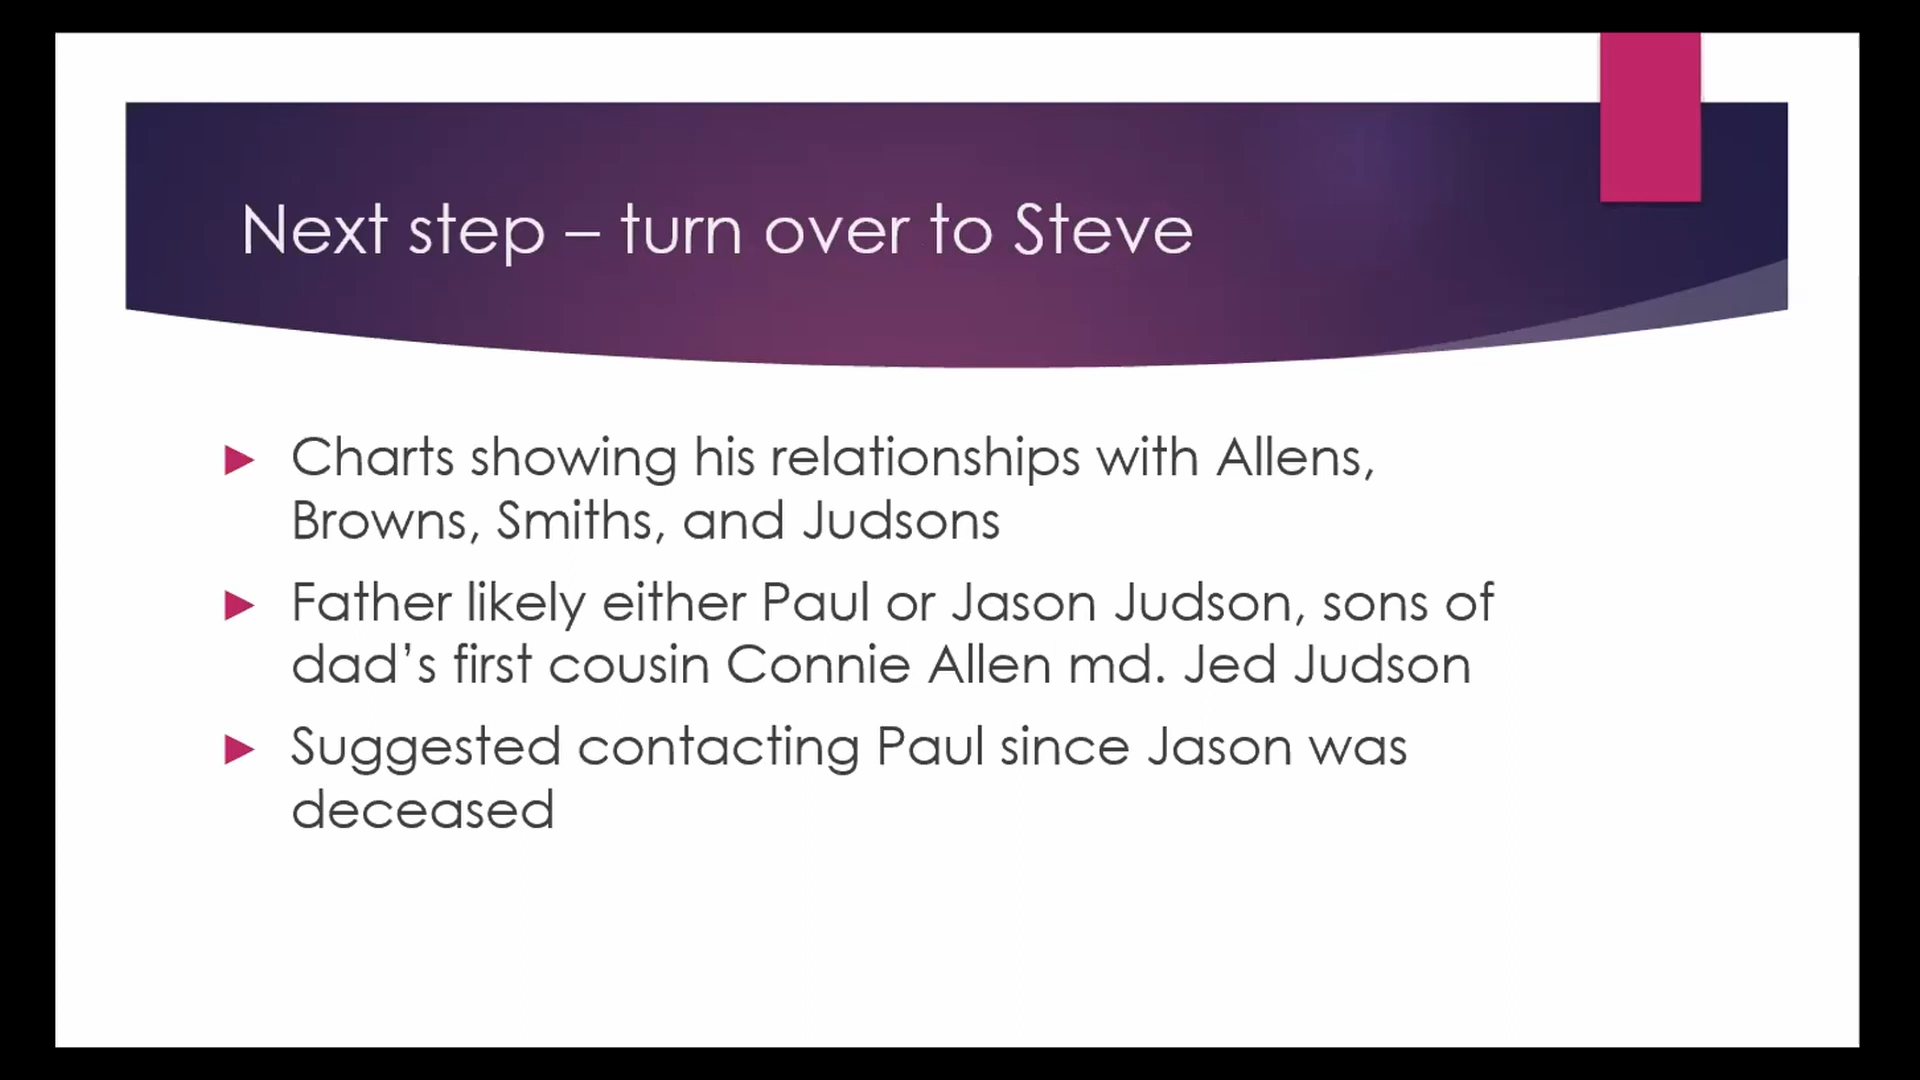 Next step – turn over to Steve
Charts showing his relationships with Allens,
Browns, Smiths, and Judsons
Father likely either Paul or Jason Judson, sons of
dad’s first cousin Connie Allen md. Jed Judson
Suggested contacting Paul since Jason was
deceased